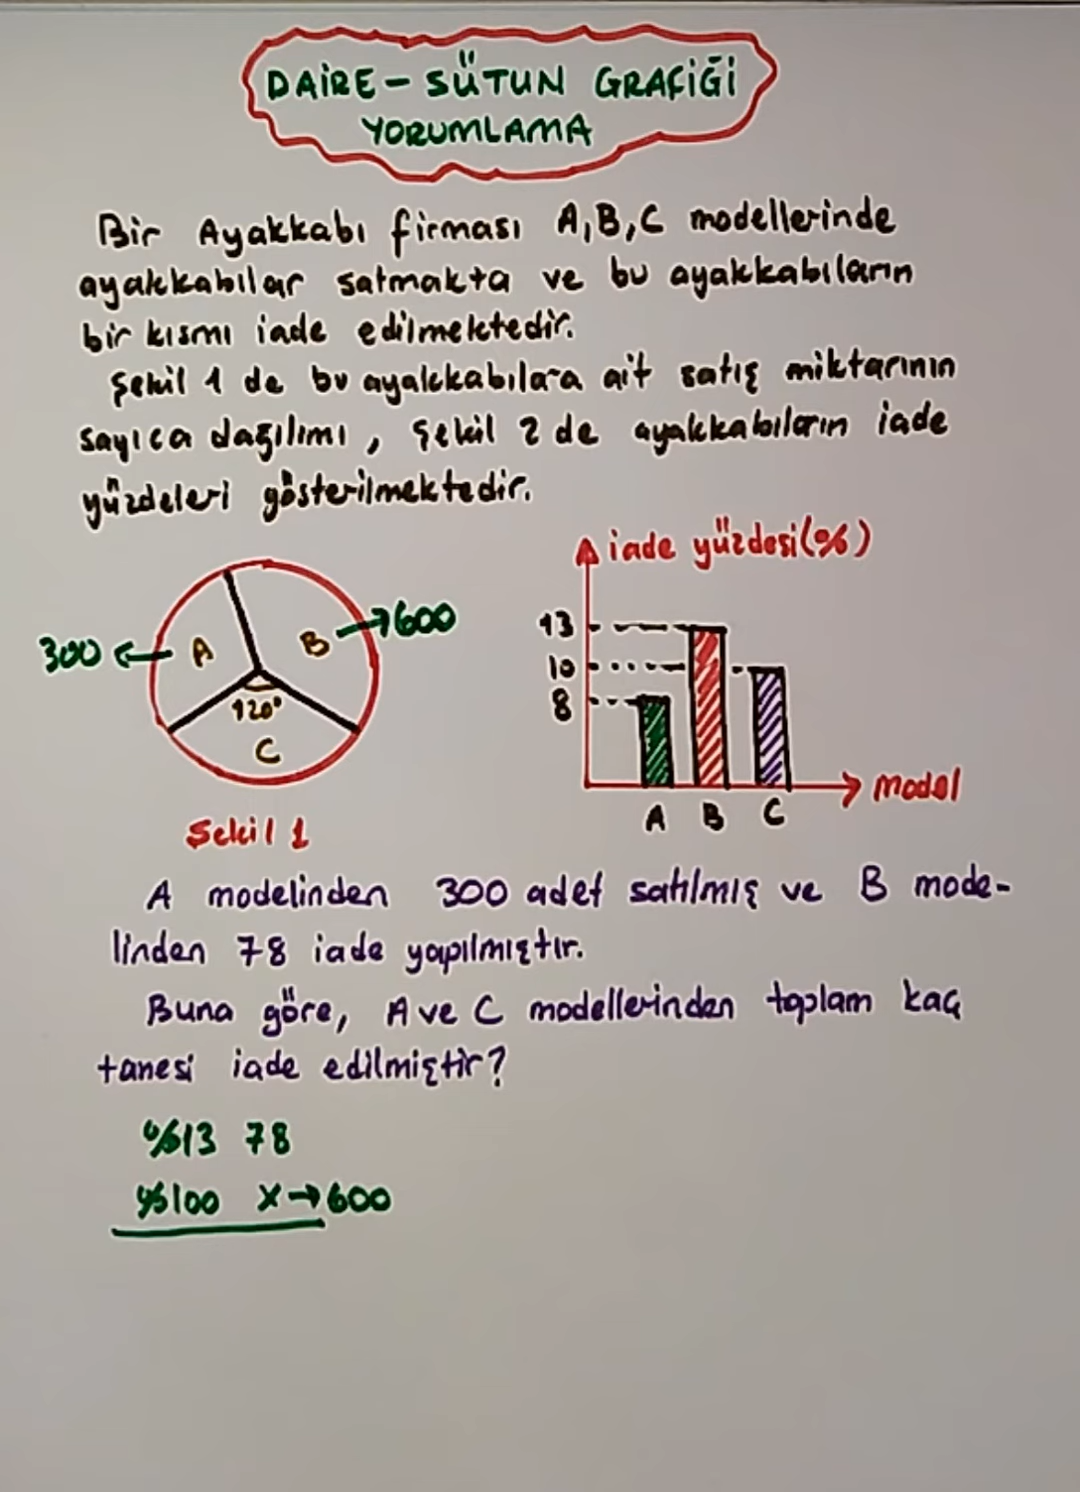 DAİRE - SÜTUN GRAFİĞİ
YORUMLAMA
Bir Ayakkabı firması A,B,C modellerinde
ayakkabılar satmakta ve bu ayakkabıların
bir kısmı iade edilmektedir.
Şekil 1 de bu ayakkabılara ait satış miktarının
sayıca dağılımı, Şekil 2 de ayakkabıların iade
yüzdeleri gösterilmektedir.
iade yüzdesi(%)
300 A B 600
120°
C
13
10
8
A B C model
Şekil 1
A modelinden 300 adet satılmış ve B mode-
linden 78 iade yapılmıştır.
Buna göre, A ve C modellerinden toplam kaç
tanesi iade edilmiştir?
%13 78
%100 x→600